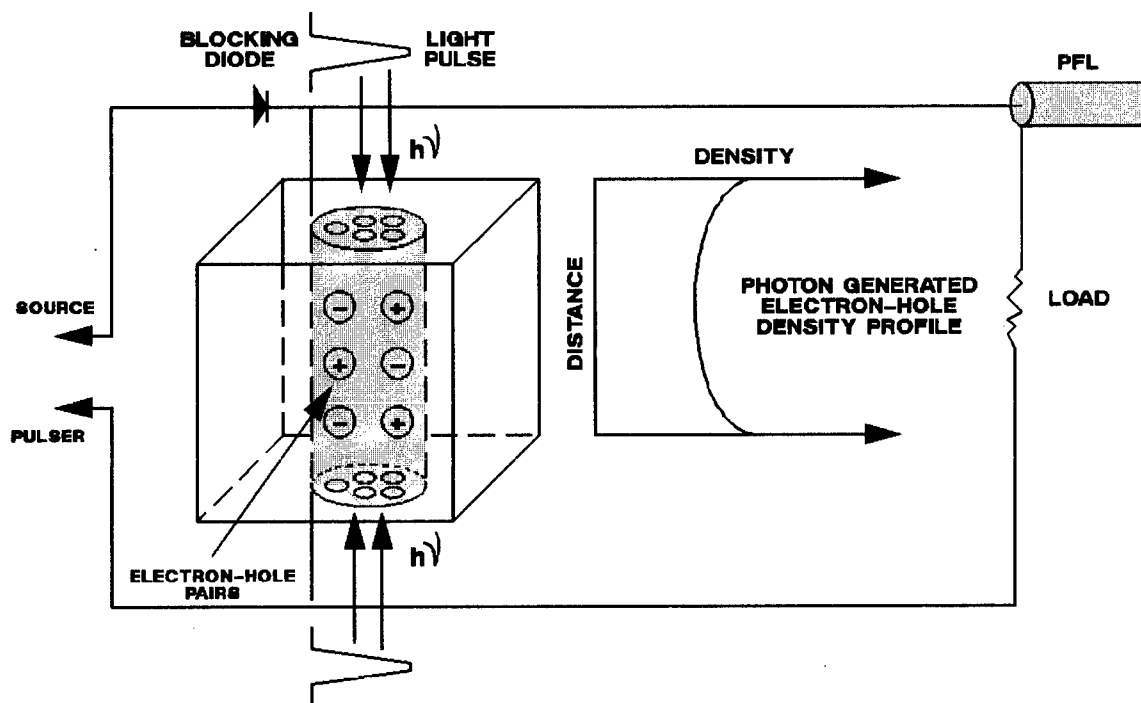 BLOCKING
DIODE
LIGHT
PULSE
PFL
hν
DENSITY
SOURCE
PULSER
DISTANCE
PHOTON GENERATED
ELECTRON-HOLE
DENSITY PROFILE
LOAD
− +
+ −
− +
hν
ELECTRON-HOLE
PAIRS